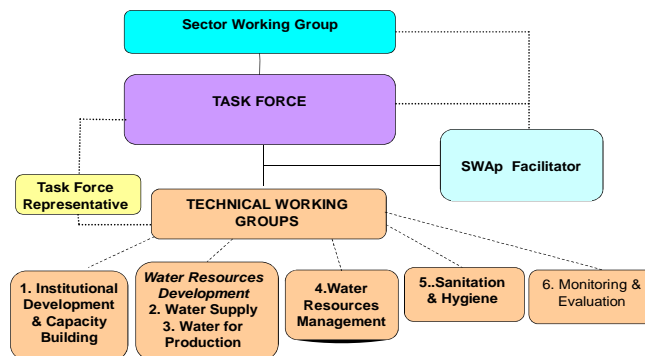 Sector Working Group
TASK FORCE
SWAp Facilitator
Task Force
Representative
TECHNICAL WORKING
GROUPS
1. Institutional
Development
& Capacity
Building
Water Resources
Development
2. Water Supply
3. Water for
Production
4.Water
Resources
Management
5..Sanitation
& Hygiene
6. Monitoring &
Evaluation